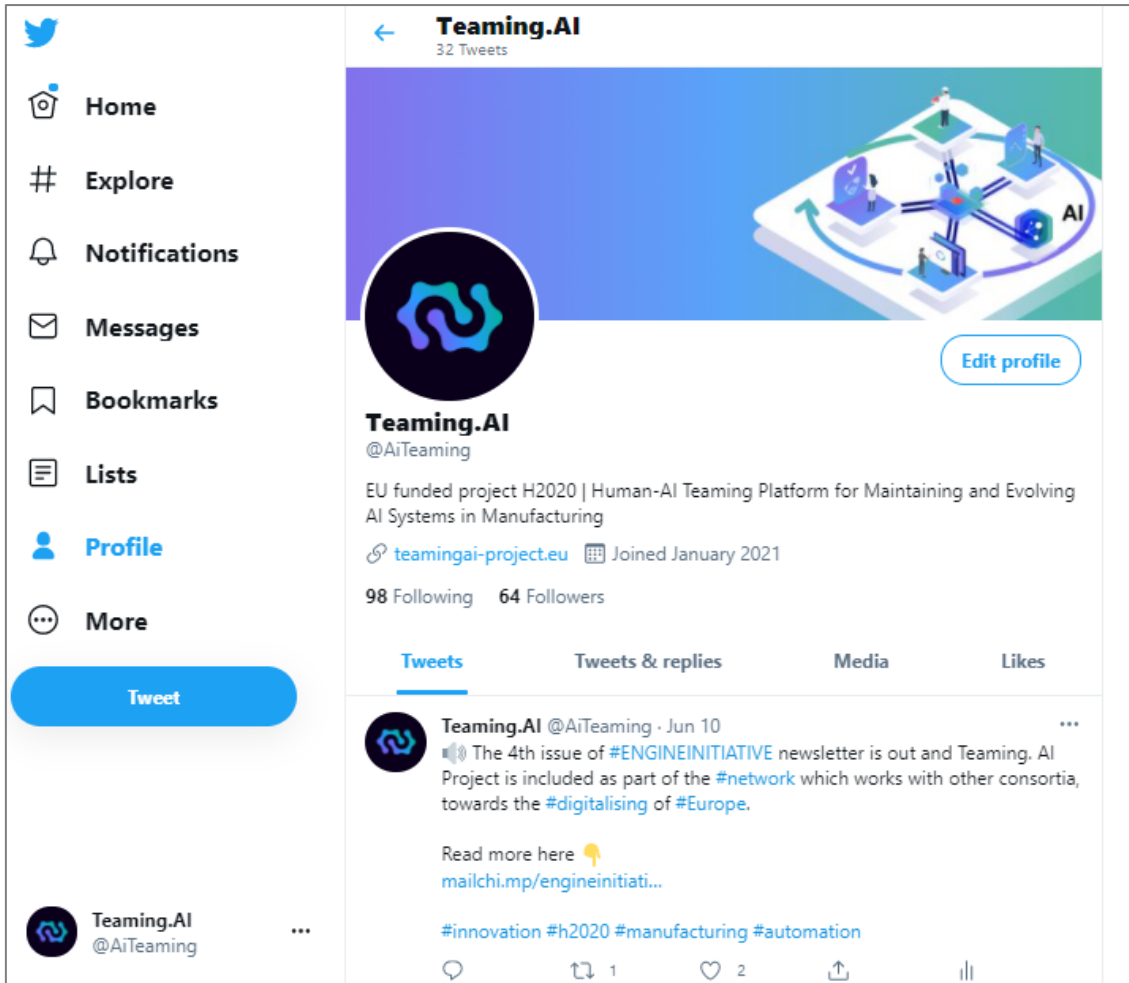 Teaming.AI
32 Tweets
Home
Explore
Notifications
Messages
Bookmarks
Lists
Profile
More
Tweet
Teaming.AI
@AiTeaming
AI
Edit profile
Teaming.AI
@AiTeaming
EU funded project H2020 | Human-AI Teaming Platform for Maintaining and Evolving
AI Systems in Manufacturing
teamingai-project.eu Joined January 2021
98 Following 64 Followers
Tweets Tweets & replies Media Likes
Teaming.AI @AiTeaming · Jun 10
🔊 The 4th issue of #ENGINEINITIATIVE newsletter is out and Teaming. AI
Project is included as part of the #network which works with other consortia,
towards the #digitalising of #Europe.
Read more here 👇
mailchi.mp/engineinitiati...
#innovation #h2020 #manufacturing #automation
1 2